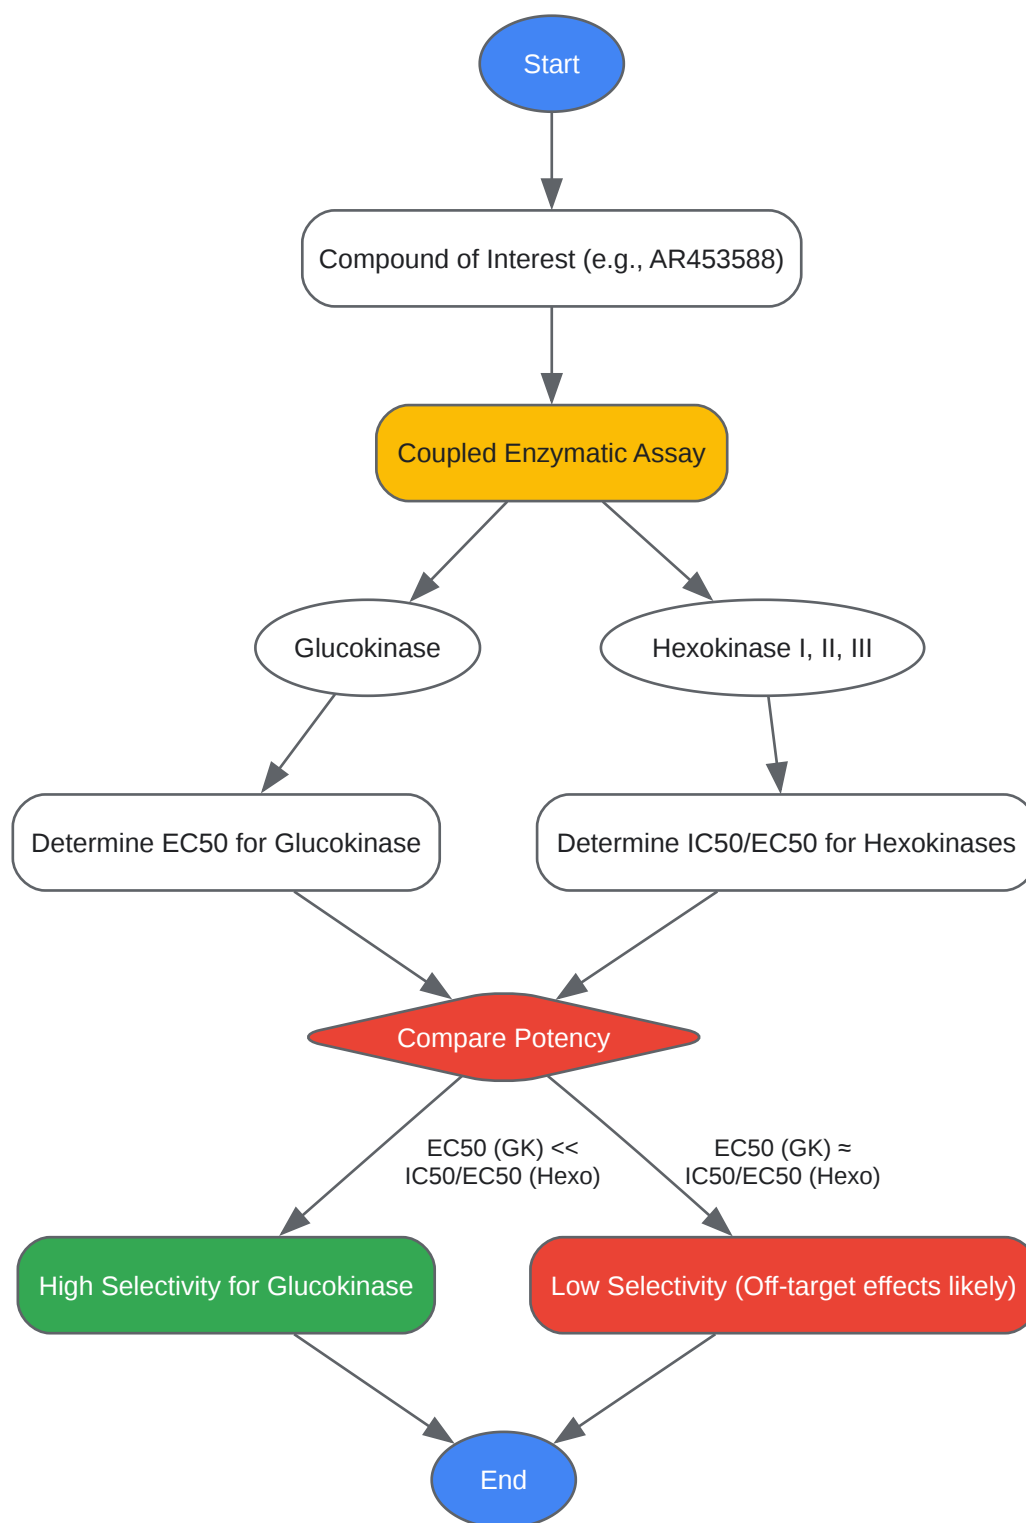 Start
Compound of Interest (e.g., AR453588)
Coupled Enzymatic Assay
Glucokinase
Hexokinase I, II, III
Determine EC50 for Glucokinase
Determine IC50/EC50 for Hexokinases
Compare Potency
EC50 (GK) <<
IC50/EC50 (Hexo)
EC50 (GK) ≈
IC50/EC50 (Hexo)
High Selectivity for Glucokinase
Low Selectivity (Off-target effects likely)
End